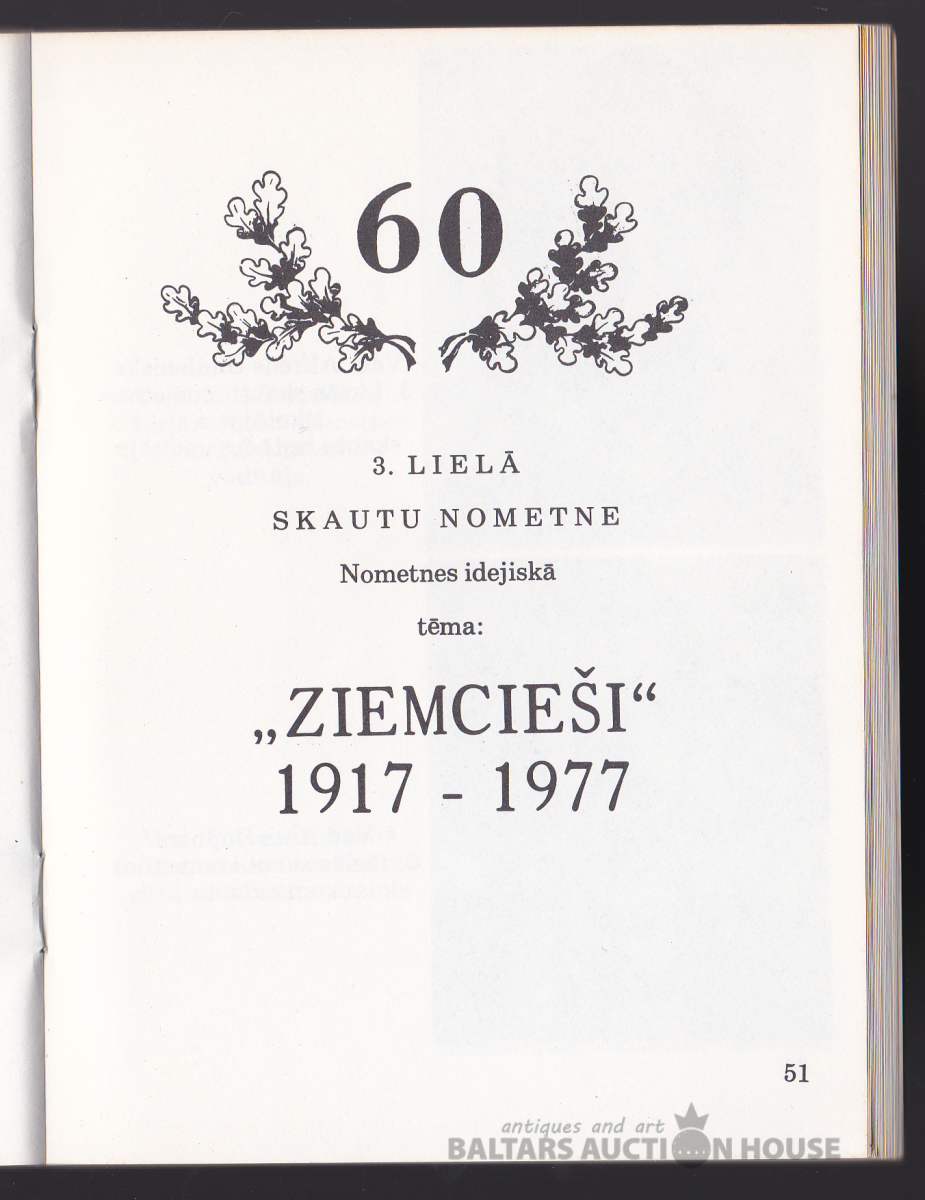 60
3. LIELĀ
SKAUTU NOMETNE
Nometnes idejiskā
tēma:
„ZIEMCIEŠI“
1917 - 1977
51
antiques and art
BALTARS AUCTION HOUSE